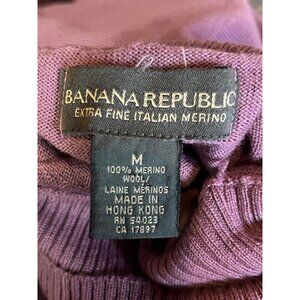 BANANA REPUBLIC
EXTRA FINE ITALIAN MERINO
M
100% MERINO
WOOL/
LAINE MERINOS
MADE IN
HONG KONG
RN 54023
CA 17897